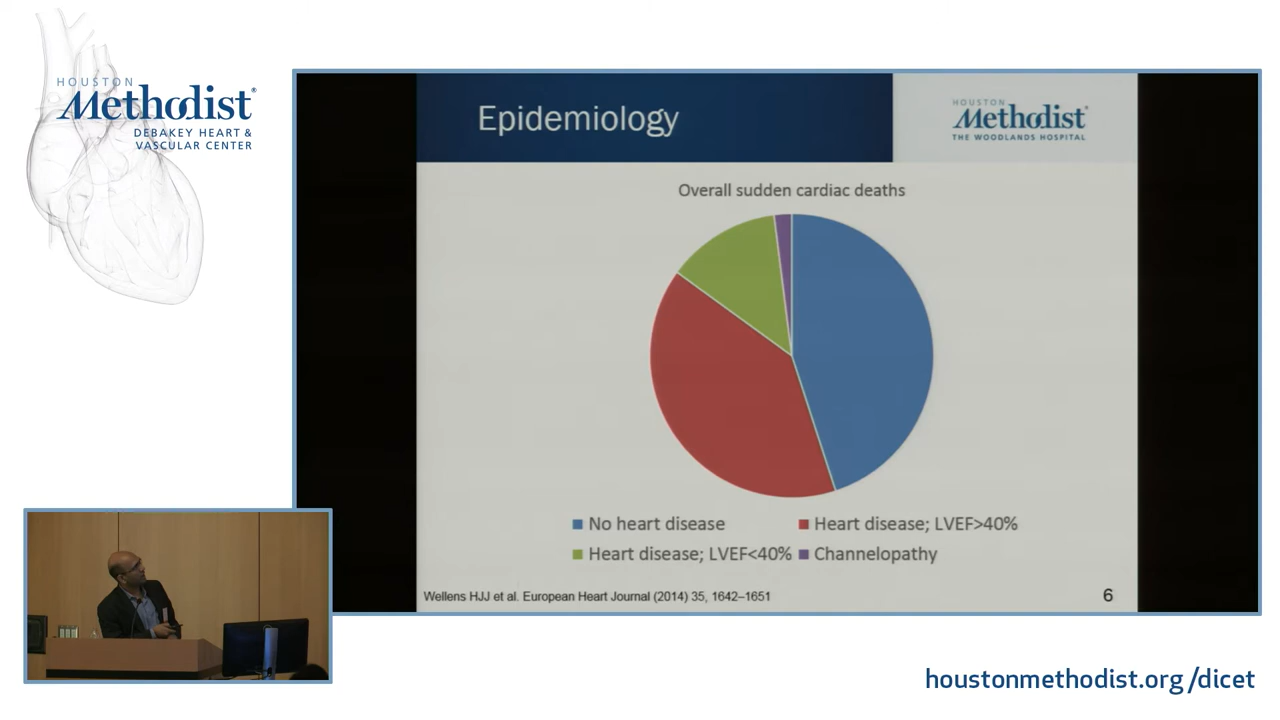 HOUSTON
Methodist®
DEBAKEY HEART &
VASCULAR CENTER
Epidemiology
HOUSTON
Methodist®
THE WOODLANDS HOSPITAL
Overall sudden cardiac deaths
No heart disease
Heart disease; LVEF>40%
Heart disease; LVEF<40%
Channelopathy
Wellens HJJ et al. European Heart Journal (2014) 35, 1642–1651
6
houstonmethodist.org/dicet